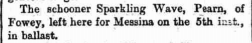 The schooner Sparkling Wave, Pearn, of
Fowey, left here for Messina on the 5th inst.,
in ballast.